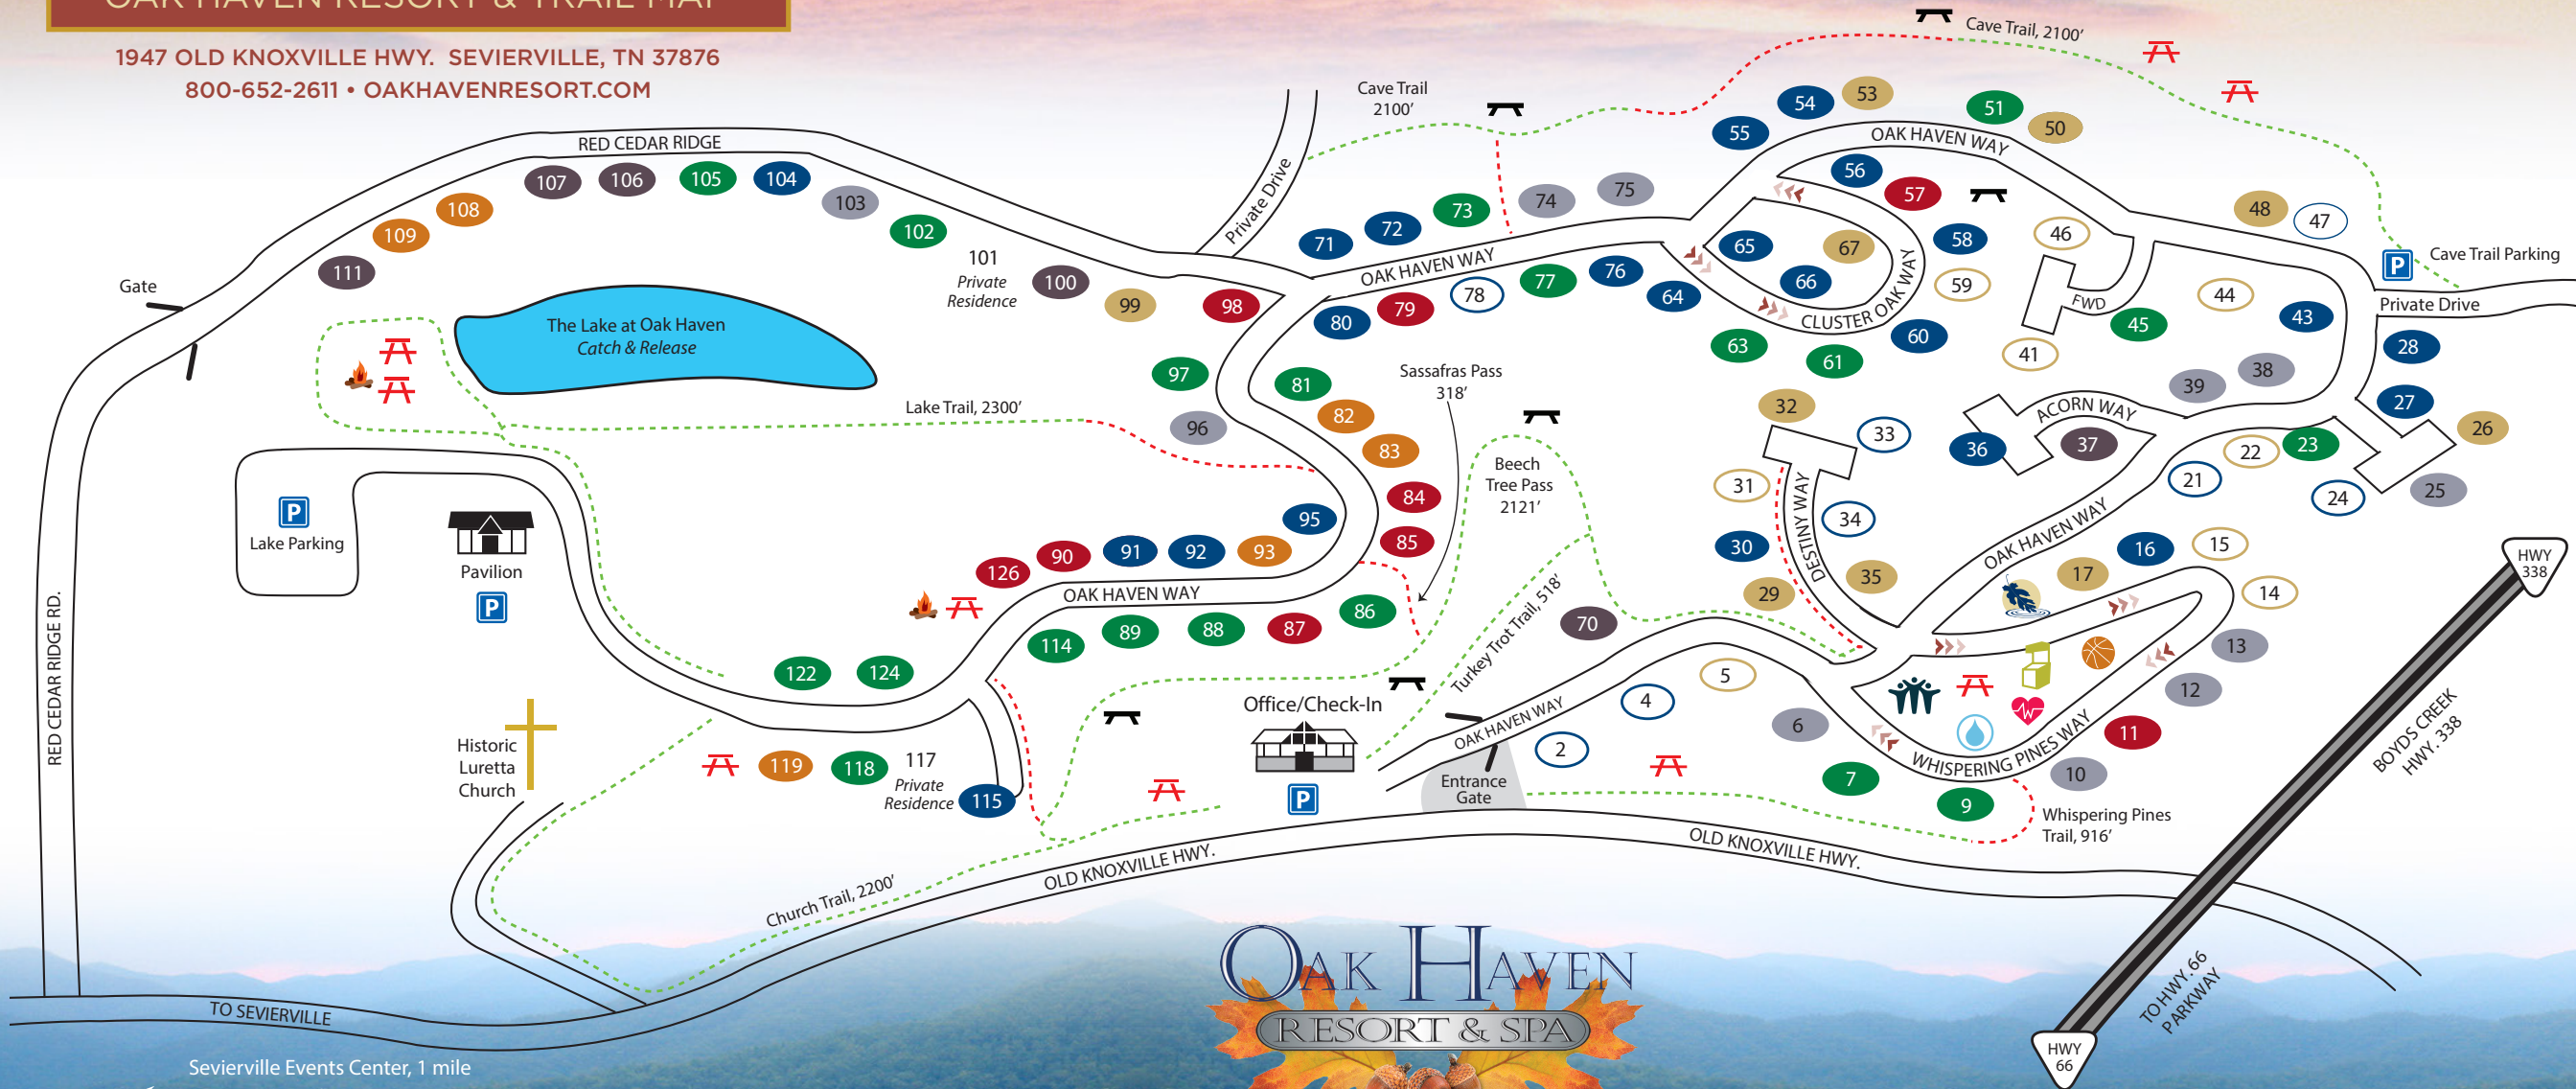 OAK HAVEN RESORT & TRAIL MAP
1947 OLD KNOXVILLE HWY. SEVIERVILLE, TN 37876
800-652-2611 • OAKHAVENRESORT.COM
Cave Trail, 2100’
Cave Trail
2100’
53
54
51
50
55
OAK HAVEN WAY
RED CEDAR RIDGE
107
106
105
104
103
102
108
109
111
101
Private
Residence
100
99
98
Private Drive
71
72
73
74
75
56
57
58
59
60
65
67
66
CLUSTER OAK WAY
46
48
47
P
Cave Trail Parking
Private Drive
44
43
FWD
45
41
28
27
26
25
24
39
38
OAK HAVEN WAY
80
79
78
77
76
64
63
61
Gate
The Lake at Oak Haven
Catch & Release
Lake Trail, 2300’
97
96
81
82
83
84
85
Sassafras Pass
318’
Beech
Tree Pass
2121’
32
33
31
34
30
29
35
DESTINY WAY
ACORN WAY
36
37
22
23
21
OAK HAVEN WAY
16
15
17
14
13
12
11
10
P
Lake Parking
Pavilion
P
95
93
92
91
90
126
OAK HAVEN WAY
114
89
88
87
86
122
124
Turkey Trot Trail, 518’
70
5
4
2
6
7
9
WHISPERING PINES WAY
Whispering Pines
Trail, 916’
HWY
338
BOYDS CREEK
HWY. 338
RED CEDAR RIDGE RD.
Historic
Luretta
Church
119
118
117
Private
Residence
115
Office/Check-In
P
OAK HAVEN WAY
Entrance
Gate
OLD KNOXVILLE HWY.
OLD KNOXVILLE HWY.
Church Trail, 2200’
TO HWY. 66
PARKWAY
HWY
66
TO SEVIERVILLE
Sevierville Events Center, 1 mile
OAK HAVEN
RESORT & SPA